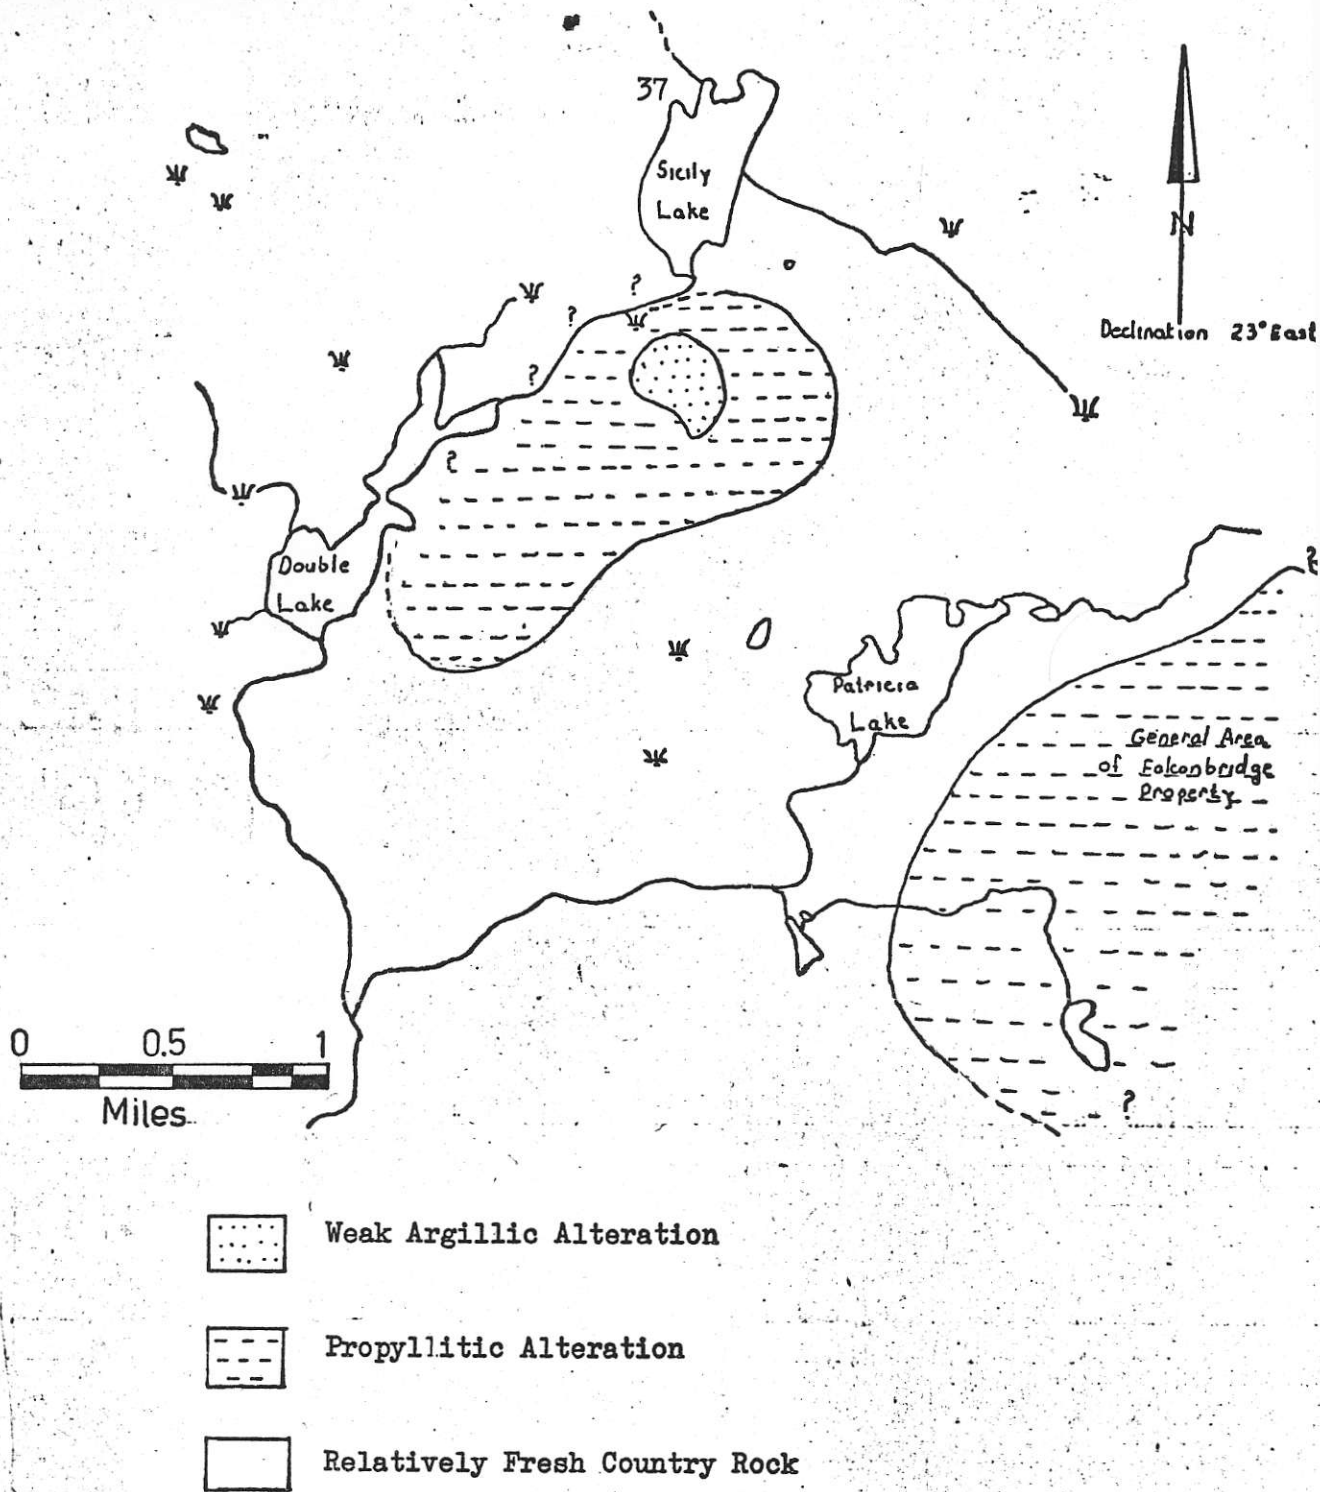 37
Sicily
Lake
N
Declination 23° East
?
?
?
?
Double
Lake
?
Patricia
Lake
General Area
of Falconbridge
Property
0 0.5 1
Miles
?
Weak Argillic Alteration
Propyllitic Alteration
Relatively Fresh Country Rock